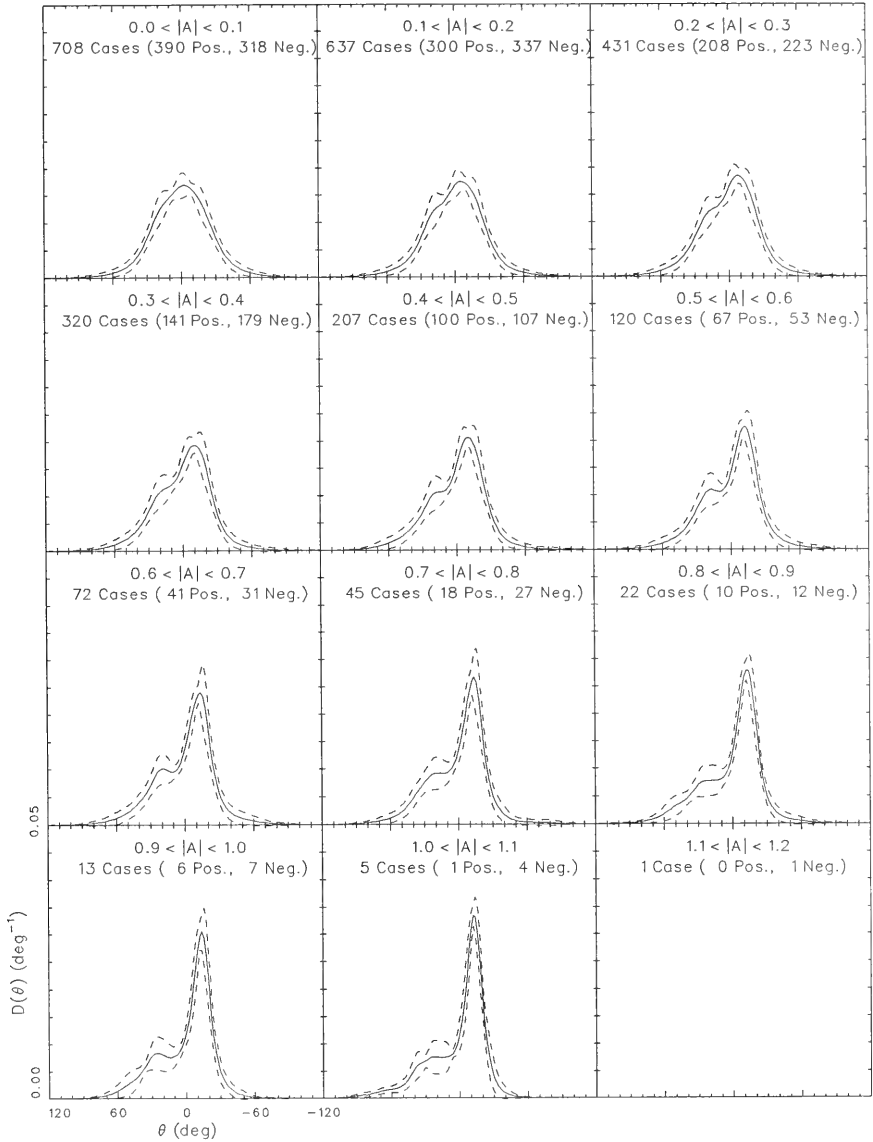 0.0 < |A| < 0.1
708 Cases (390 Pos., 318 Neg.)
0.1 < |A| < 0.2
637 Cases (300 Pos., 337 Neg.)
0.2 < |A| < 0.3
431 Cases (208 Pos., 223 Neg.)
0.3 < |A| < 0.4
320 Cases (141 Pos., 179 Neg.)
0.4 < |A| < 0.5
207 Cases (100 Pos., 107 Neg.)
0.5 < |A| < 0.6
120 Cases ( 67 Pos., 53 Neg.)
0.6 < |A| < 0.7
72 Cases ( 41 Pos., 31 Neg.)
0.7 < |A| < 0.8
45 Cases ( 18 Pos., 27 Neg.)
0.8 < |A| < 0.9
22 Cases ( 10 Pos., 12 Neg.)
0.9 < |A| < 1.0
13 Cases ( 6 Pos., 7 Neg.)
1.0 < |A| < 1.1
5 Cases ( 1 Pos., 4 Neg.)
1.1 < |A| < 1.2
1 Case ( 0 Pos., 1 Neg.)
0.05
D(θ) (deg⁻¹)
0.00
120 60 0 −60 −120
θ (deg)